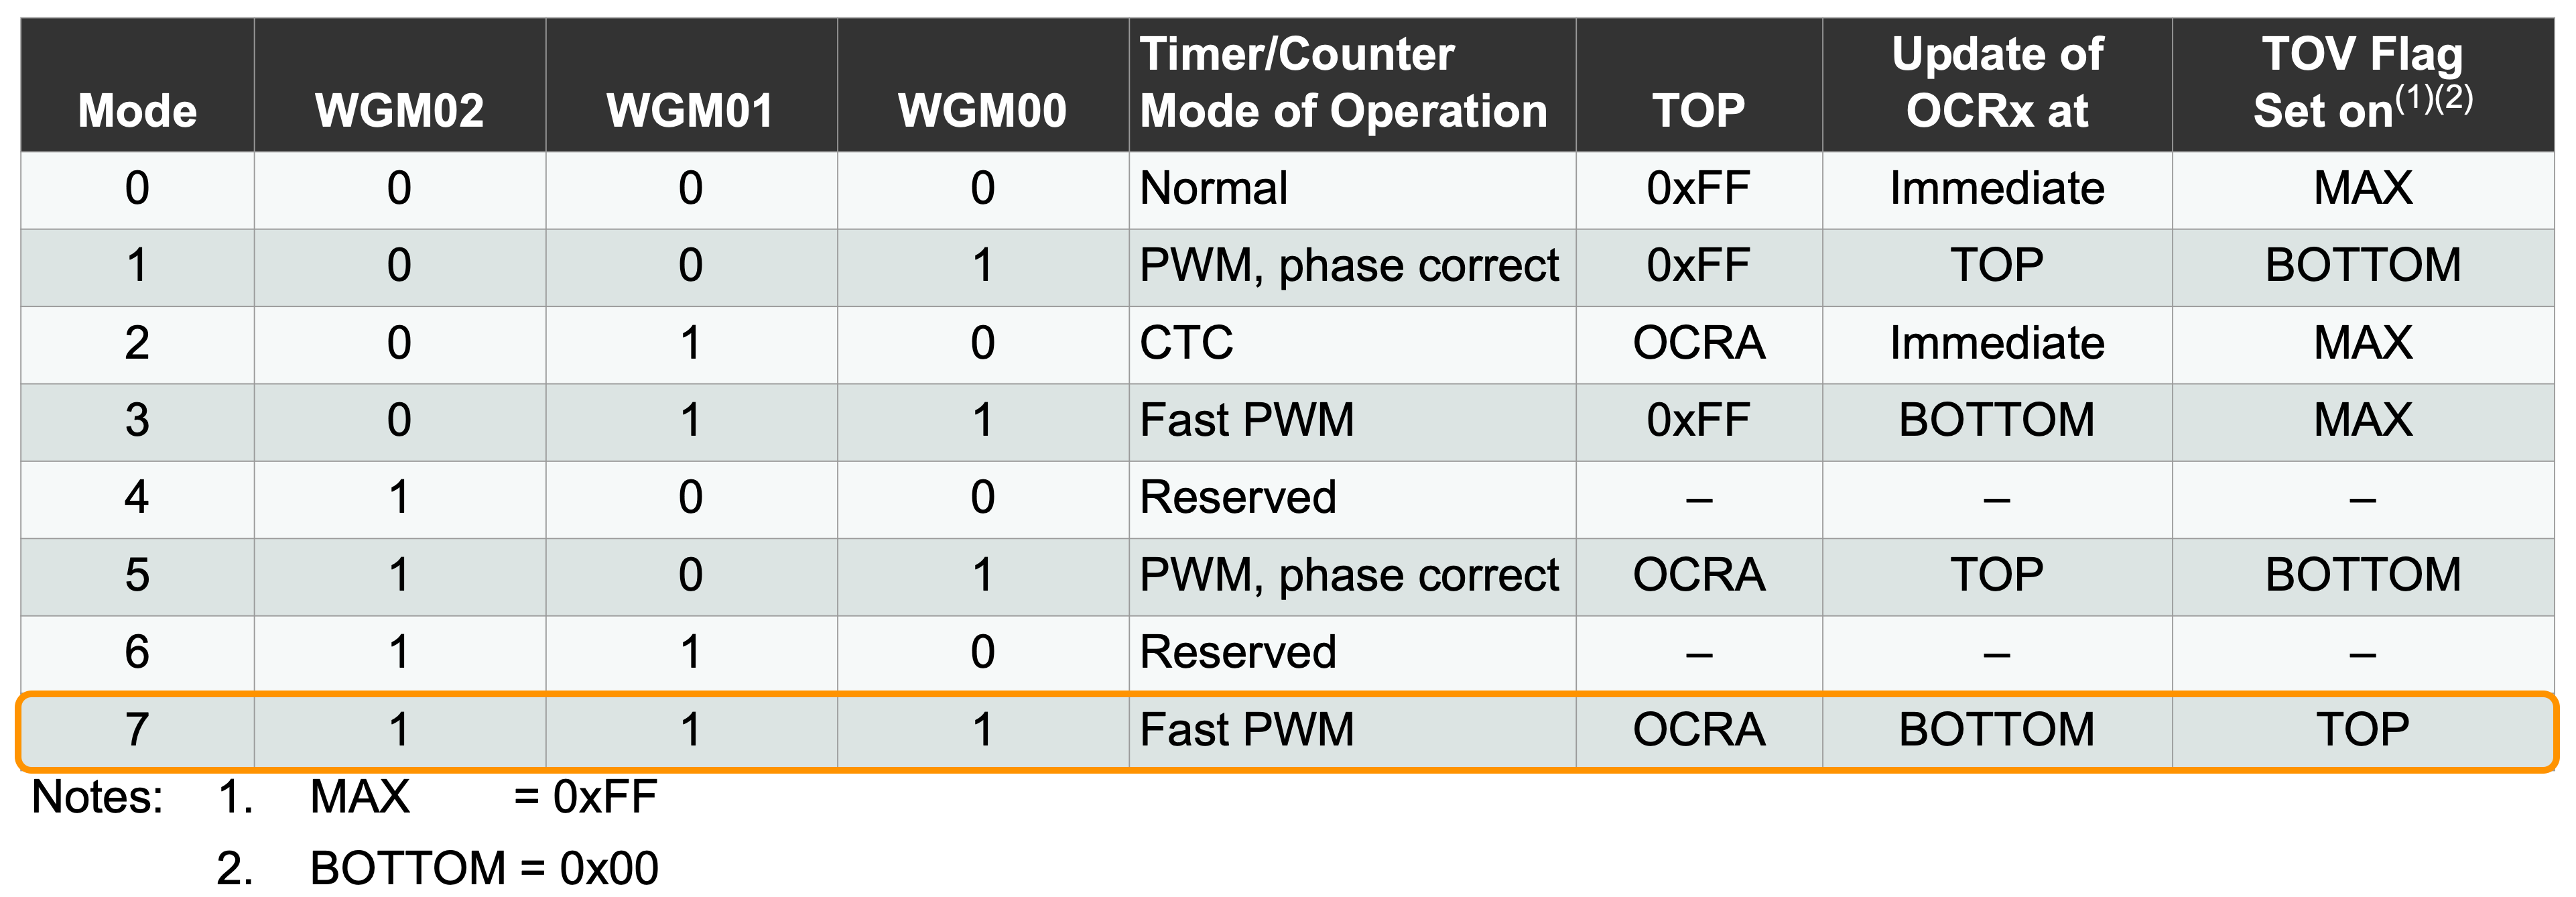 Mode WGM02 WGM01 WGM00 Timer/Counter Mode of Operation TOP Update of OCRx at TOV Flag Set on(1)(2)
0 0 0 0 Normal 0xFF Immediate MAX
1 0 0 1 PWM, phase correct 0xFF TOP BOTTOM
2 0 1 0 CTC OCRA Immediate MAX
3 0 1 1 Fast PWM 0xFF BOTTOM MAX
4 1 0 0 Reserved – – –
5 1 0 1 PWM, phase correct OCRA TOP BOTTOM
6 1 1 0 Reserved – – –
7 1 1 1 Fast PWM OCRA BOTTOM TOP
Notes: 1. MAX = 0xFF
2. BOTTOM = 0x00